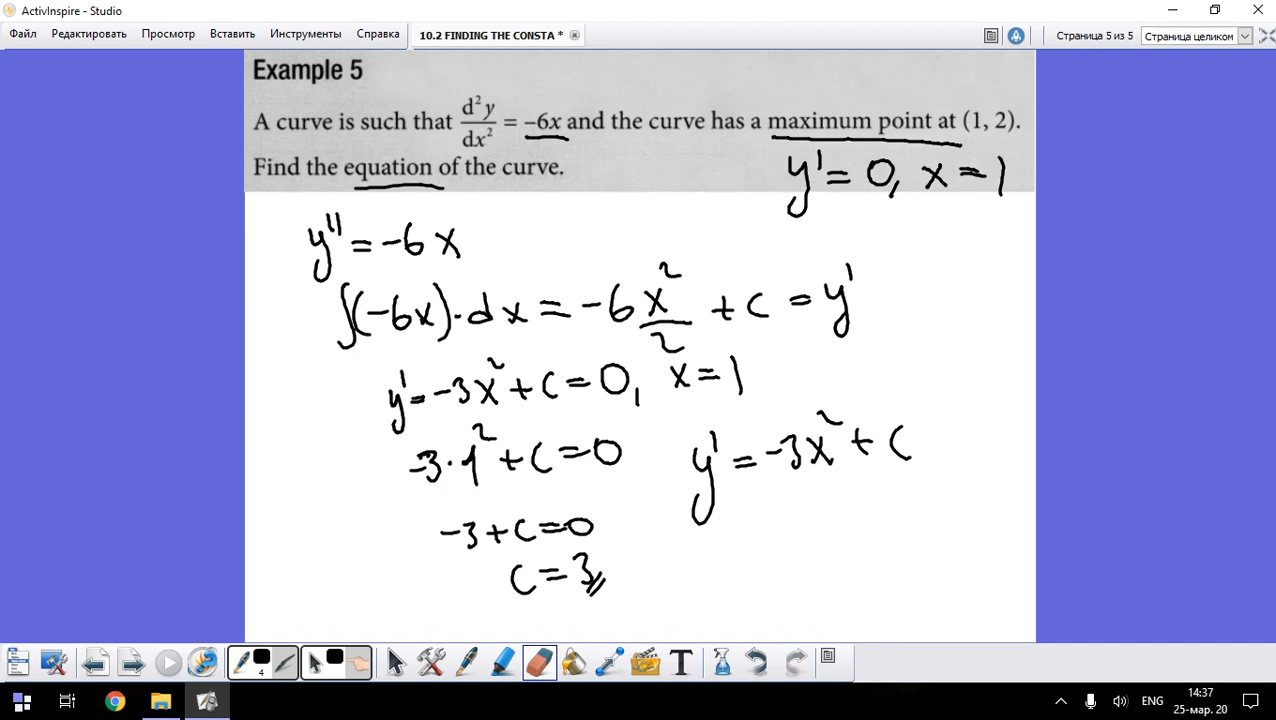 ActivInspire - Studio
Файл Редактировать Просмотр Вставить Инструменты Справка 10.2 FINDING THE CONSTA * Страница 5 из 5 Страница целиком
Example 5
A curve is such that d²y/dx² = –6x and the curve has a maximum point at (1, 2).
Find the equation of the curve.
y' = 0, x = 1
y'' = -6x
∫(-6x)·dx = -6x²/2 + c = y'
y' = -3x² + c = 0, x = 1
-3·1² + c = 0
y' = -3x² + c
-3 + c = 0
c = 3
4
T
ENG
14:37
25-мар. 20